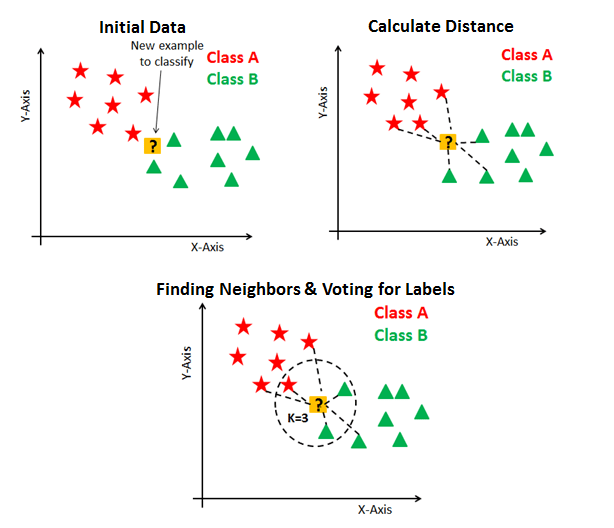 Initial Data
New example
to classify
Class A
Class B
?
Y-Axis
X-Axis
Calculate Distance
Class A
Class B
?
Y-Axis
X-Axis
Finding Neighbors & Voting for Labels
Class A
Class B
?
K=3
Y-Axis
X-Axis